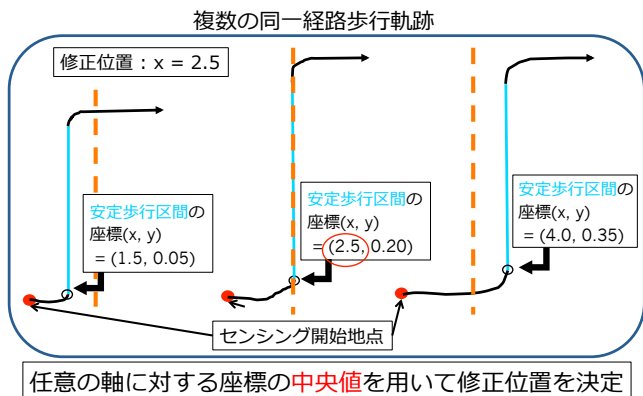 複数の同一経路歩行軌跡
修正位置：x = 2.5
安定歩行区間の
座標(x, y)
= (1.5, 0.05)
安定歩行区間の
座標(x, y)
= (2.5, 0.20)
安定歩行区間の
座標(x, y)
= (4.0, 0.35)
センシング開始地点
任意の軸に対する座標の中央値を用いて修正位置を決定